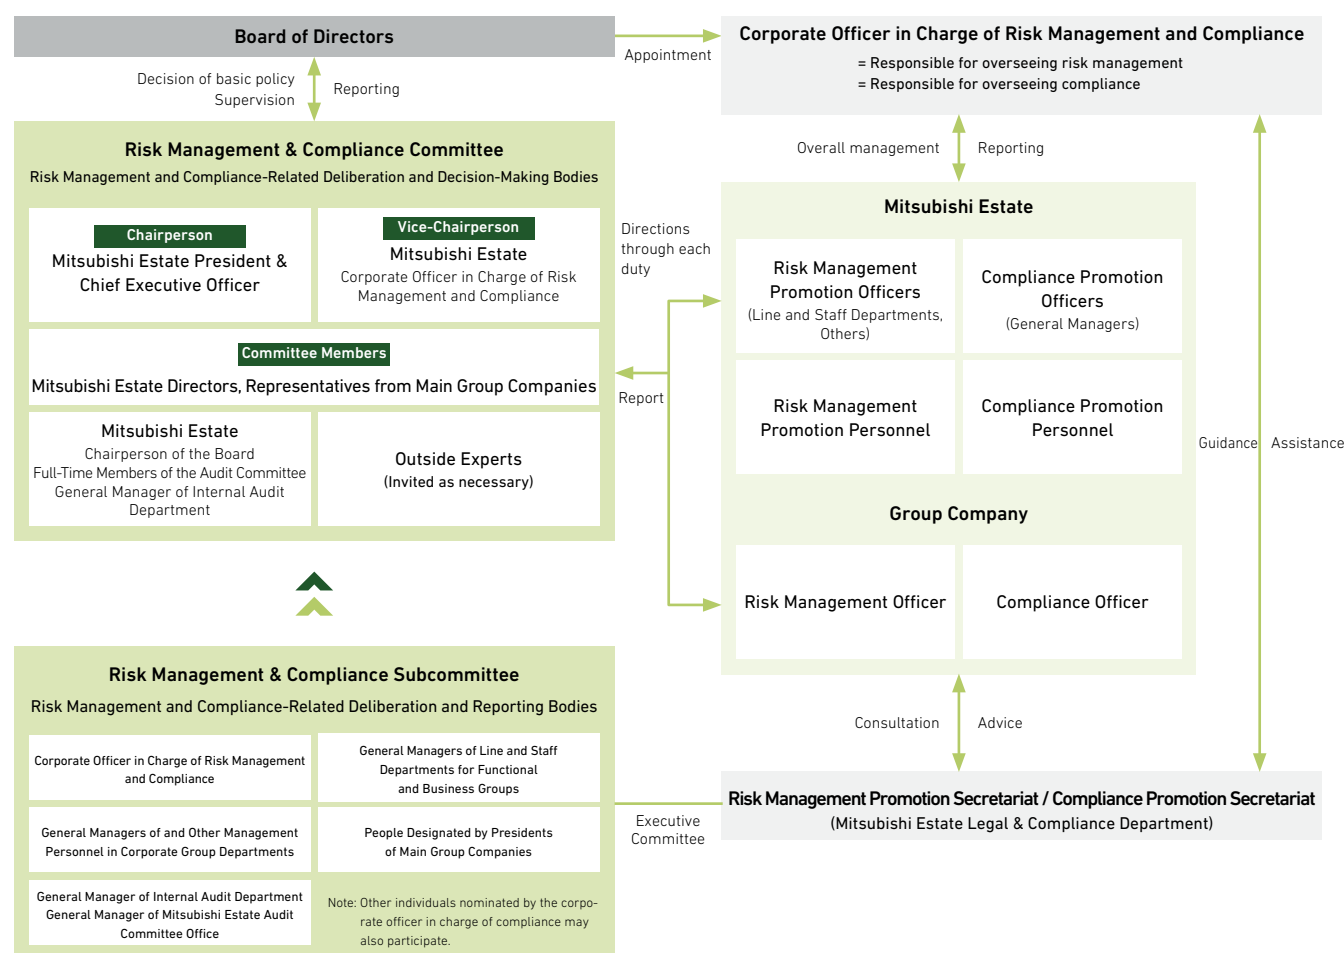 Board of Directors
Appointment
Corporate Officer in Charge of Risk Management and Compliance
= Responsible for overseeing risk management
= Responsible for overseeing compliance
Decision of basic policy
Supervision
Reporting
Overall management
Reporting
Risk Management & Compliance Committee
Risk Management and Compliance-Related Deliberation and Decision-Making Bodies
Chairperson
Mitsubishi Estate President &
Chief Executive Officer
Vice-Chairperson
Mitsubishi Estate
Corporate Officer in Charge of Risk
Management and Compliance
Committee Members
Mitsubishi Estate Directors, Representatives from Main Group Companies
Mitsubishi Estate
Chairperson of the Board
Full-Time Members of the Audit Committee
General Manager of Internal Audit
Department
Outside Experts
(Invited as necessary)
Directions
through each
duty
Report
Mitsubishi Estate
Risk Management
Promotion Officers
(Line and Staff Departments,
Others)
Compliance Promotion
Officers
(General Managers)
Risk Management
Promotion Personnel
Compliance Promotion
Personnel
Group Company
Risk Management Officer
Compliance Officer
Guidance
Assistance
Risk Management & Compliance Subcommittee
Risk Management and Compliance-Related Deliberation and Reporting Bodies
Corporate Officer in Charge of Risk Management
and Compliance
General Managers of Line and Staff
Departments for Functional
and Business Groups
General Managers of and Other Management
Personnel in Corporate Group Departments
People Designated by Presidents
of Main Group Companies
General Manager of Internal Audit Department
General Manager of Mitsubishi Estate Audit
Committee Office
Note: Other individuals nominated by the corpo-
rate officer in charge of compliance may
also participate.
Executive
Committee
Consultation
Advice
Risk Management Promotion Secretariat / Compliance Promotion Secretariat
(Mitsubishi Estate Legal & Compliance Department)